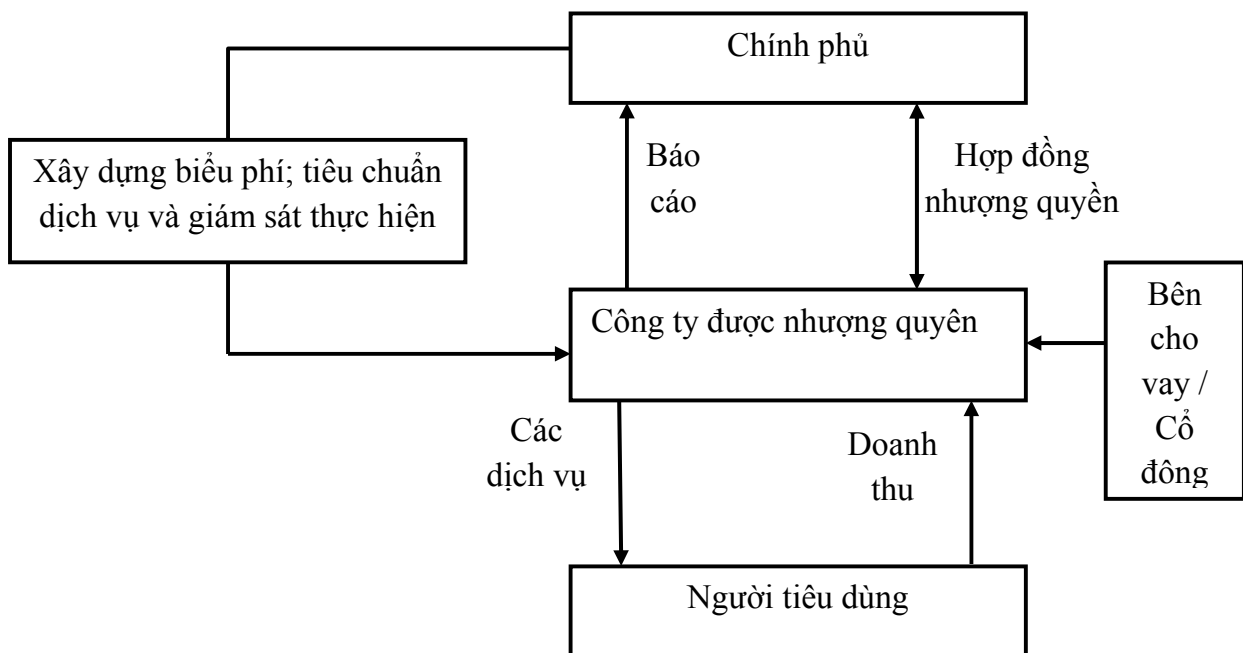 Chính phủ
Xây dựng biểu phí; tiêu chuẩn
dịch vụ và giám sát thực hiện
Báo
cáo
Hợp đồng
nhượng quyền
Công ty được nhượng quyên
Bên
cho
vay /
Cổ
đông
Các
dịch vụ
Doanh
thu
Người tiêu dùng